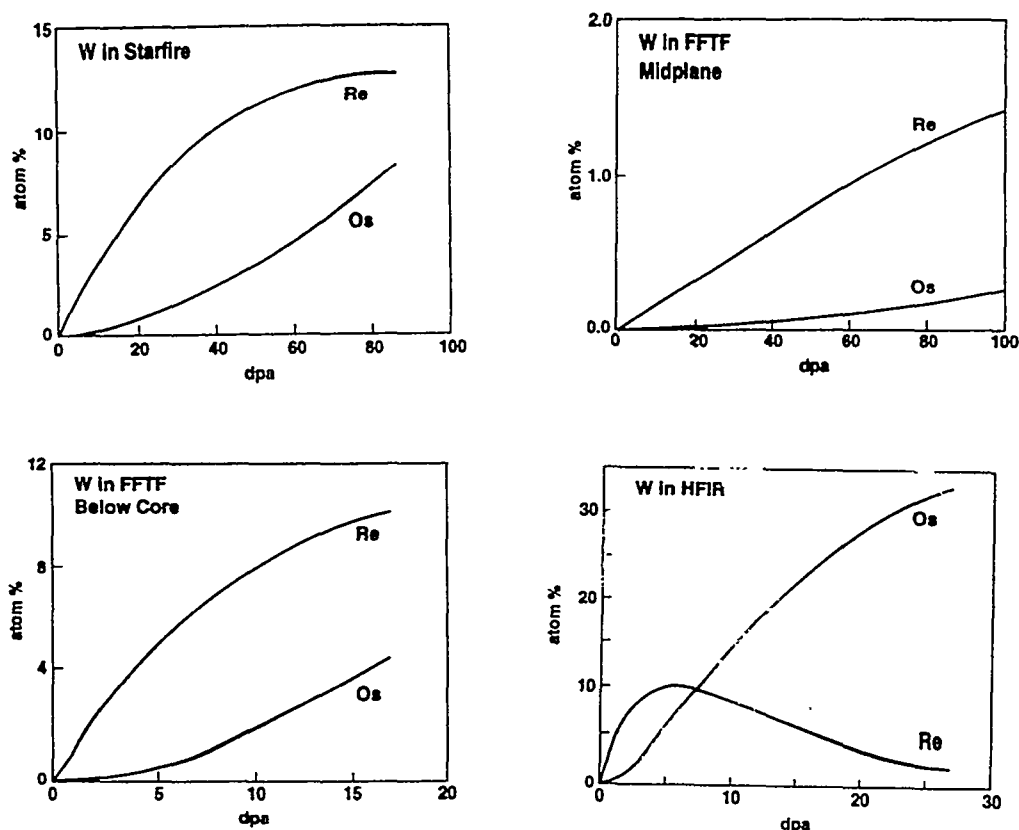 15
W in Starfire
Re
10
atom %
Os
5
0
0 20 40 60 80 100
dpa
2.0
W in FFTF
Midplane
Re
atom %
1.0
Os
0.0
0 20 40 60 80 100
dpa
12
W in FFTF
Below Core
Re
8
atom %
4
Os
0
0 5 10 15 20
dpa
W in HFIR
30
Os
atom %
20
10
Re
0
0 10 20 30
dpa